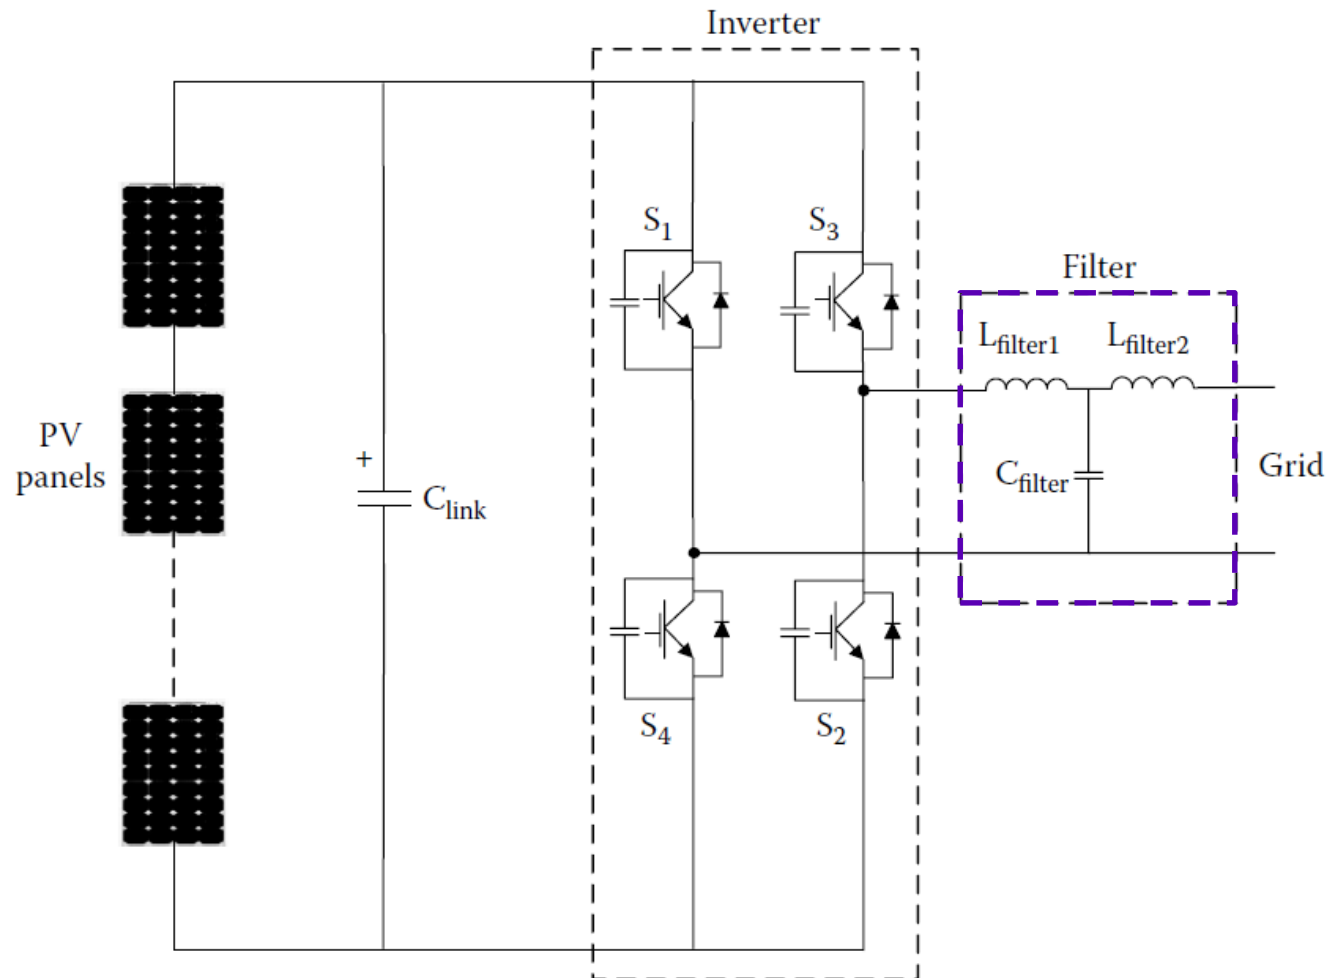 Inverter
S1
S3
Filter
Lfilter1
Lfilter2
PV
panels
+
Clink
Cfilter
Grid
S4
S2